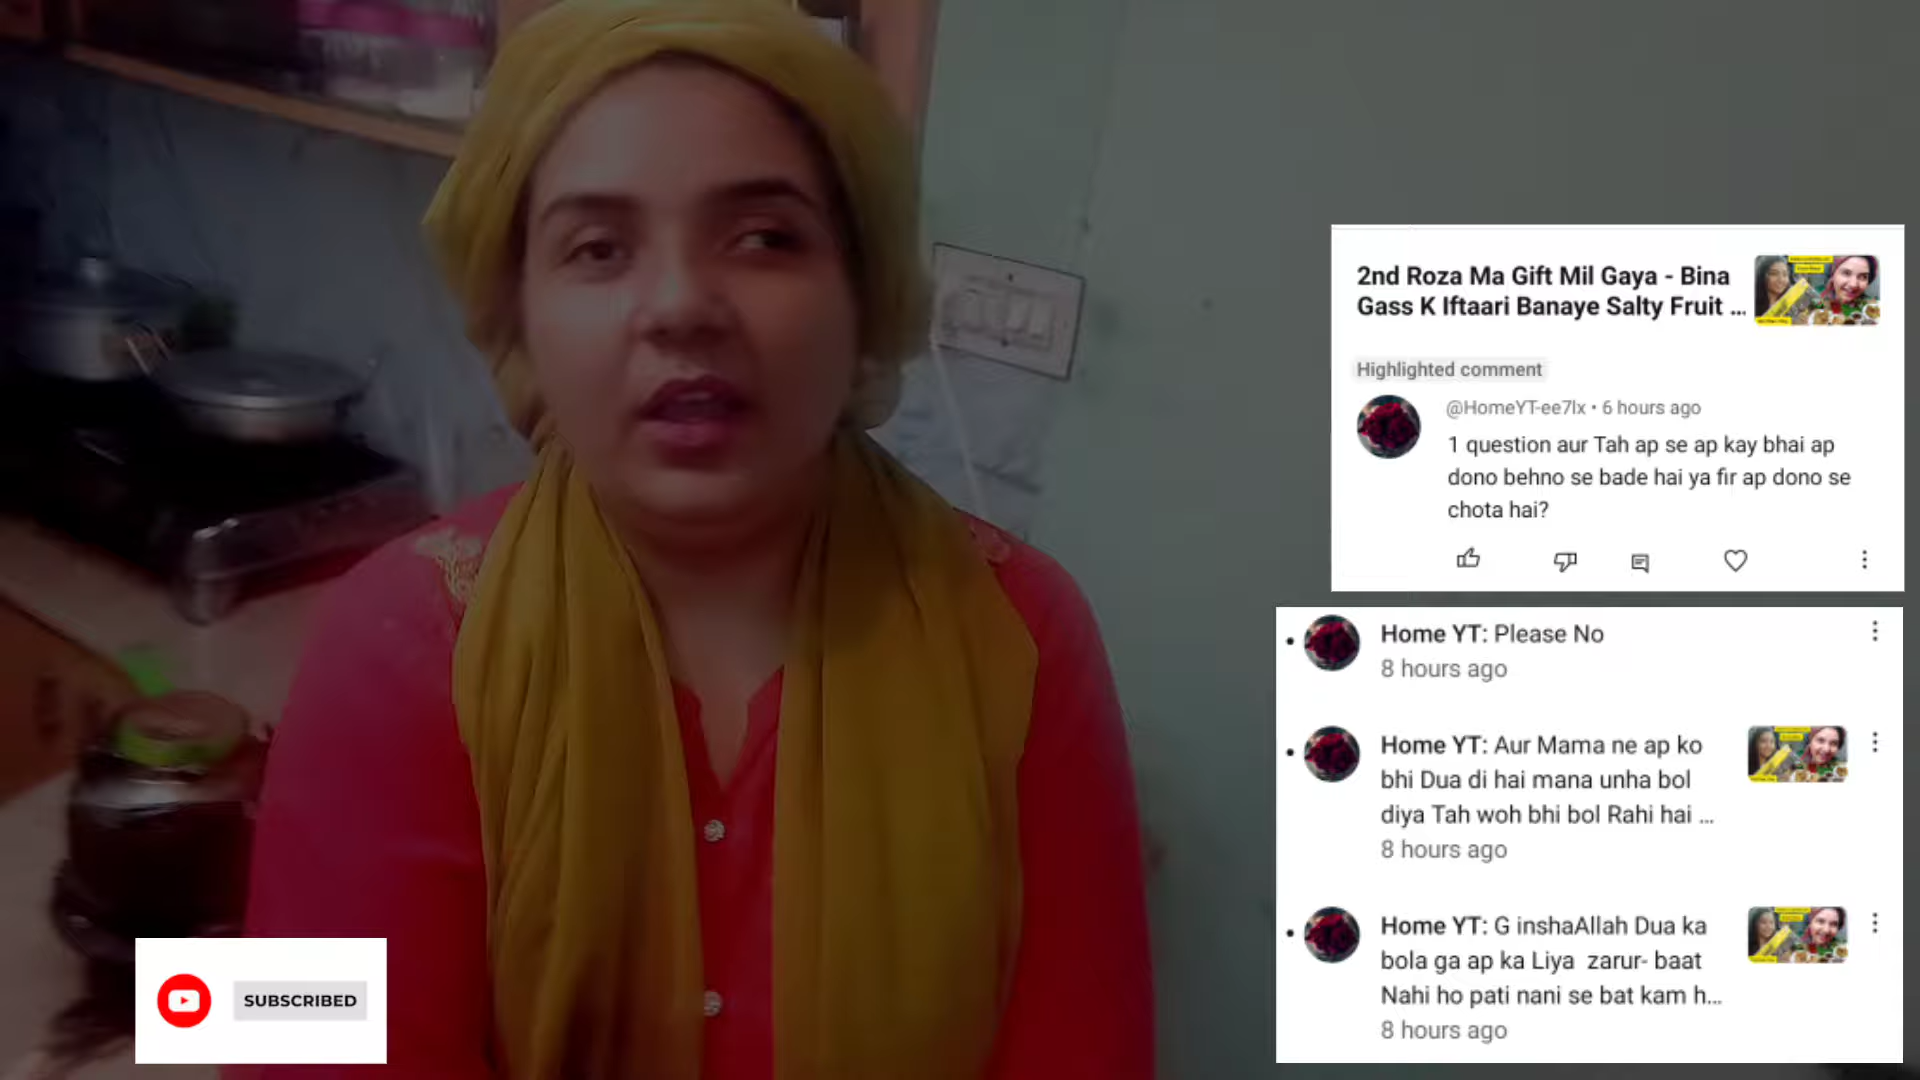 2nd Roza Ma Gift Mil Gaya - Bina
Gass K Iftaari Banaye Salty Fruit ...
Highlighted comment
@HomeYT-ee7lx • 6 hours ago
1 question aur Tah ap se ap kay bhai ap
dono behno se bade hai ya fir ap dono se
chota hai?
Home YT: Please No
8 hours ago
Home YT: Aur Mama ne ap ko
bhi Dua di hai mana unha bol
diya Tah woh bhi bol Rahi hai ...
8 hours ago
Home YT: G inshaAllah Dua ka
bola ga ap ka Liya zarur- baat
Nahi ho pati nani se bat kam h...
8 hours ago
SUBSCRIBED